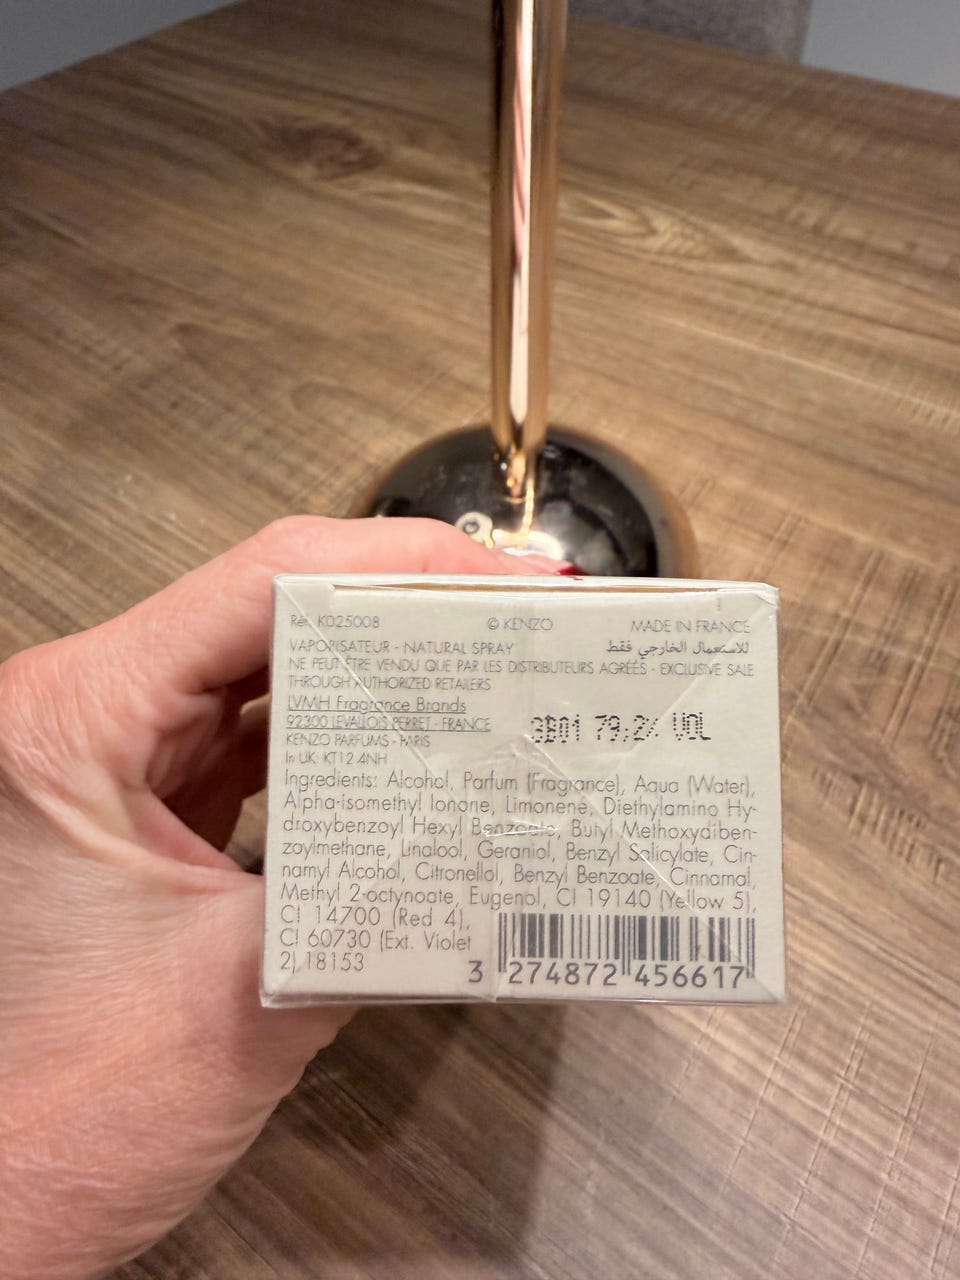 Réf. K025008 © KENZO MADE IN FRANCE
VAPORISATEUR - NATURAL SPRAY للاستعمال الخارجي فقط
NE PEUT ÊTRE VENDU QUE PAR LES DISTRIBUTEURS AGRÉÉS - EXCLUSIVE SALE
THROUGH AUTHORIZED RETAILERS
LVMH Fragrance Brands
92300 LEVALLOIS PERRET - FRANCE
KENZO PARFUMS - PARIS
In UK: KT12 4NH
3B01 79,2% VOL
Ingredients: Alcohol, Parfum (Fragrance), Aqua (Water),
Alpha-isomethyl Ionone, Limonene, Diethylamino Hy-
droxybenzoyl Hexyl Benzoate, Butyl Methoxydiben-
zoylmethane, Linalool, Geraniol, Benzyl Salicylate, Cin-
namyl Alcohol, Citronellol, Benzyl Benzoate, Cinnamal,
Methyl 2-octynoate, Eugenol, CI 19140 (Yellow 5),
CI 14700 (Red 4),
CI 60730 (Ext. Violet
2) 18153
3 274872 456617